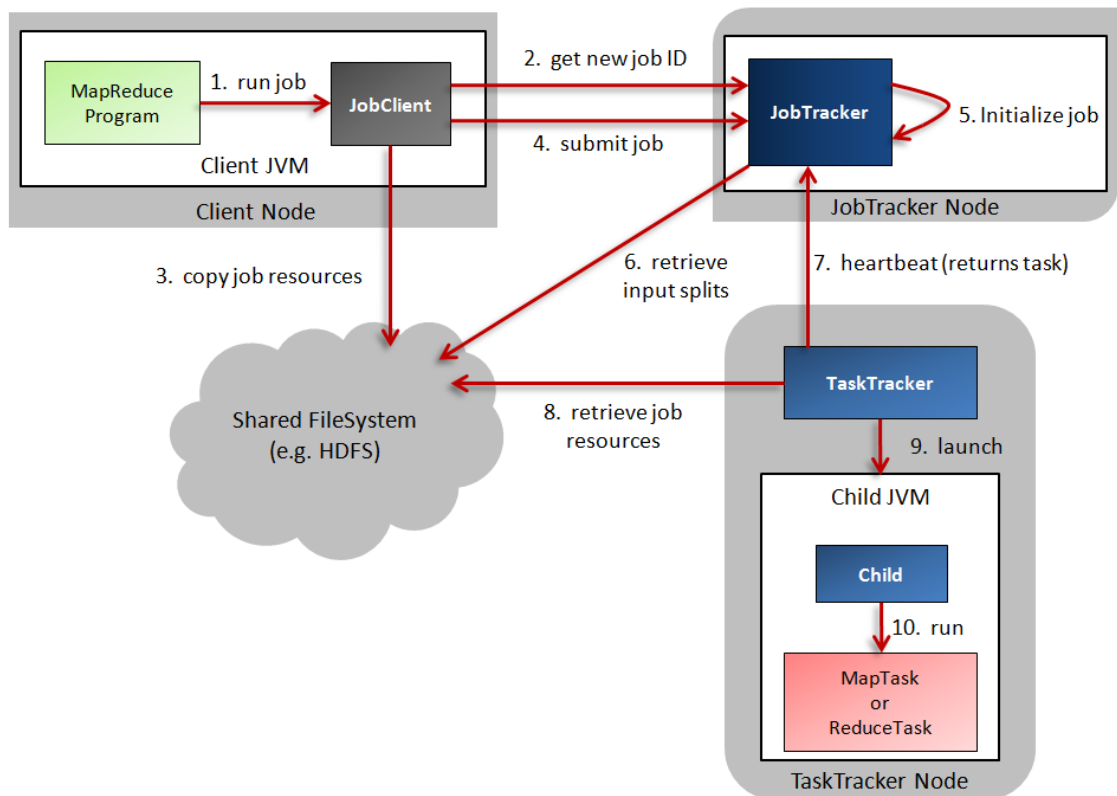 MapReduce
Program
1. run job
JobClient
Client JVM
Client Node
2. get new job ID
4. submit job
JobTracker
5. Initialize job
JobTracker Node
3. copy job resources
6. retrieve
input splits
7. heartbeat (returns task)
Shared FileSystem
(e.g. HDFS)
8. retrieve job
resources
TaskTracker
9. launch
Child JVM
Child
10. run
MapTask
or
ReduceTask
TaskTracker Node